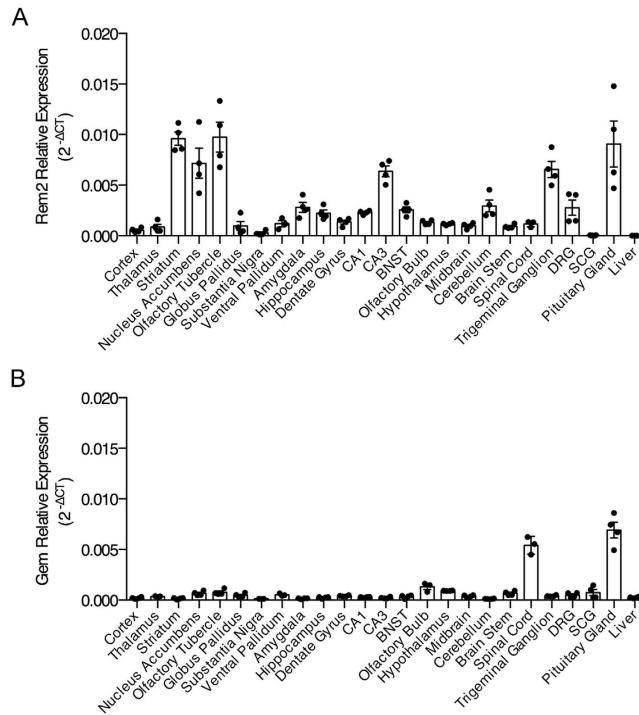 A
Rem2 Relative Expression
(2^-ΔCT)
0.020
0.015
0.010
0.005
0.000
Cortex
Thalamus
Striatum
Nucleus Accumbens
Olfactory Tubercle
Globus Pallidus
Substantia Nigra
Ventral Pallidum
Amygdala
Hippocampus
Dentate Gyrus
CA1
CA3
BNST
Olfactory Bulb
Hypothalamus
Midbrain
Cerebellum
Brain Stem
Spinal Cord
Trigeminal Ganglion
DRG
SCG
Pituitary Gland
Liver
B
Gem Relative Expression
(2^-ΔCT)
0.020
0.015
0.010
0.005
0.000
Cortex
Thalamus
Striatum
Nucleus Accumbens
Olfactory Tubercle
Globus Pallidus
Substantia Nigra
Ventral Pallidum
Amygdala
Hippocampus
Dentate Gyrus
CA1
CA3
BNST
Olfactory Bulb
Hypothalamus
Midbrain
Cerebellum
Brain Stem
Spinal Cord
Trigeminal Ganglion
DRG
SCG
Pituitary Gland
Liver